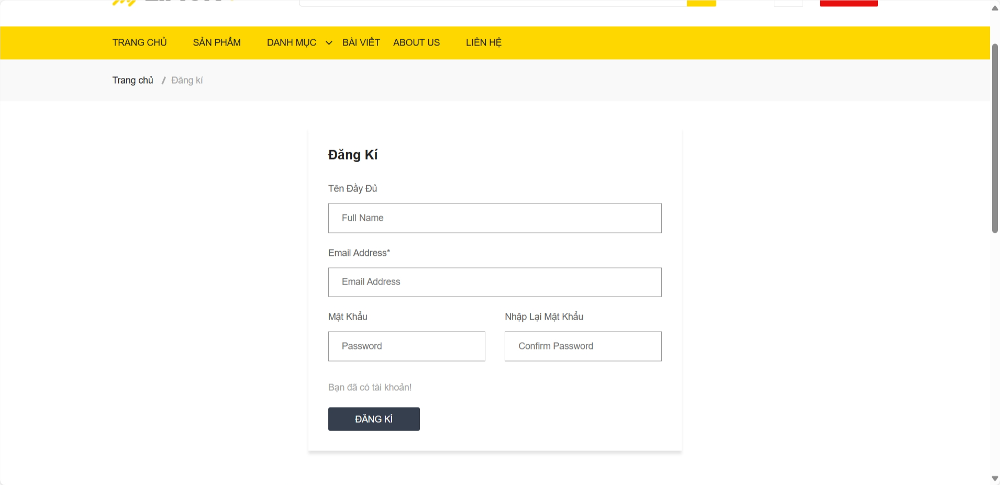 TRANG CHỦ SẢN PHẨM DANH MỤC BÀI VIẾT ABOUT US LIÊN HỆ
Trang chủ / Đăng kí
Đăng Kí
Tên Đầy Đủ
Full Name
Email Address*
Email Address
Mật Khẩu Nhập Lại Mật Khẩu
Password Confirm Password
Bạn đã có tài khoản!
ĐĂNG KÍ